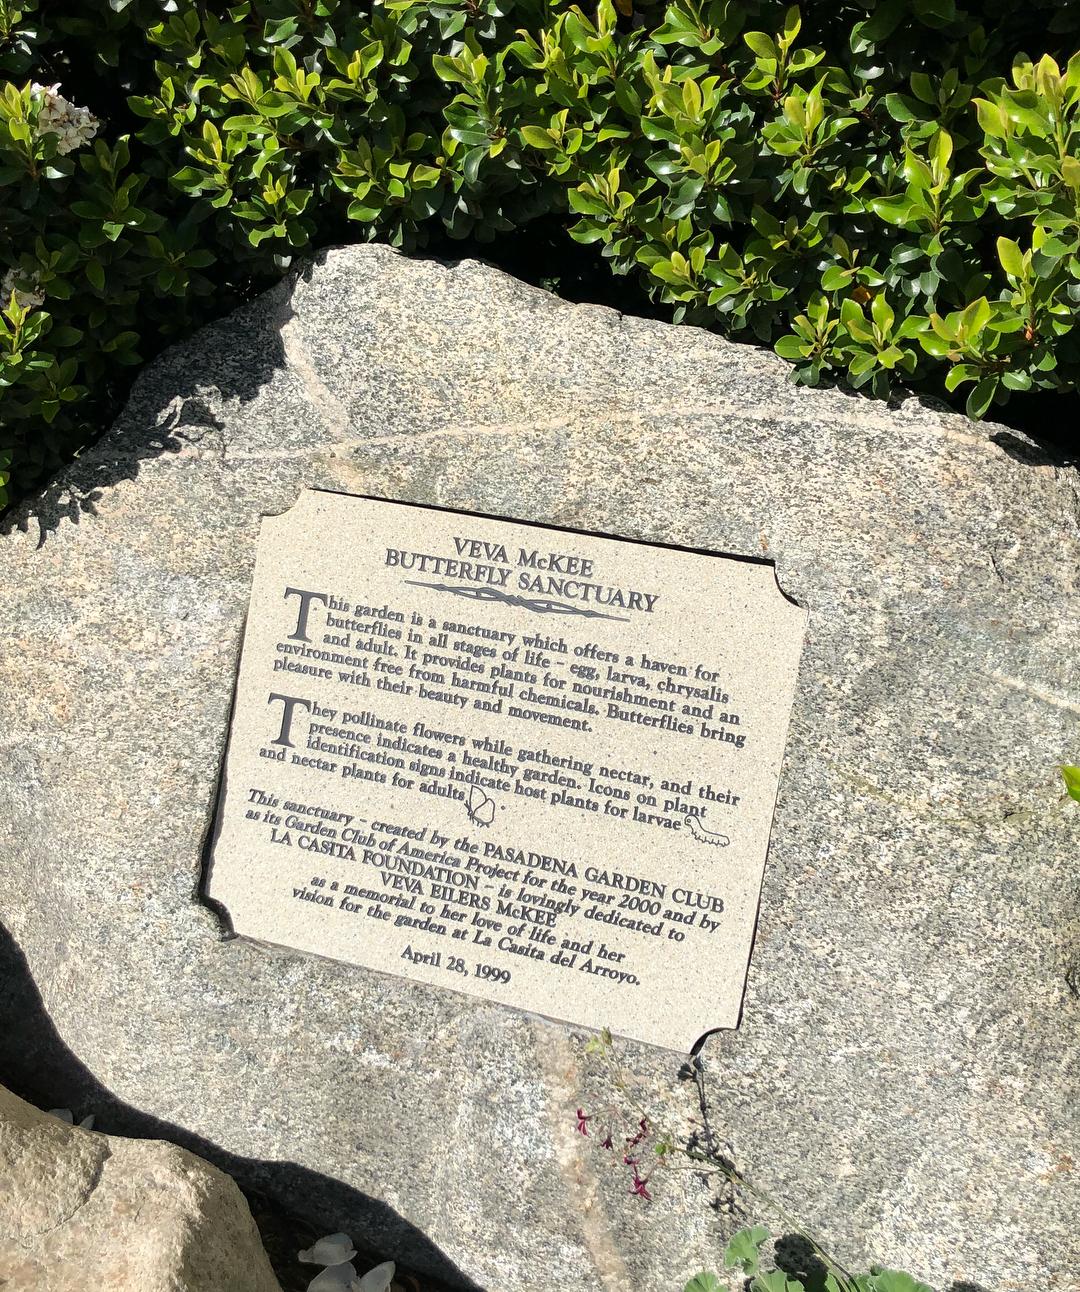 VEVA McKEE
BUTTERFLY SANCTUARY
This garden is a sanctuary which offers a haven for
butterflies in all stages of life – egg, larva, chrysalis
and adult. It provides plants for nourishment and an
environment free from harmful chemicals. Butterflies bring
pleasure with their beauty and movement.
They pollinate flowers while gathering nectar, and their
presence indicates a healthy garden. Icons on plant
identification signs indicate host plants for larvae
and nectar plants for adults.
This sanctuary – created by the PASADENA GARDEN CLUB
as its Garden Club of America Project for the year 2000 and by
LA CASITA FOUNDATION – is lovingly dedicated to
VEVA EILERS McKEE
as a memorial to her love of life and her
vision for the garden at La Casita del Arroyo.
April 28, 1999